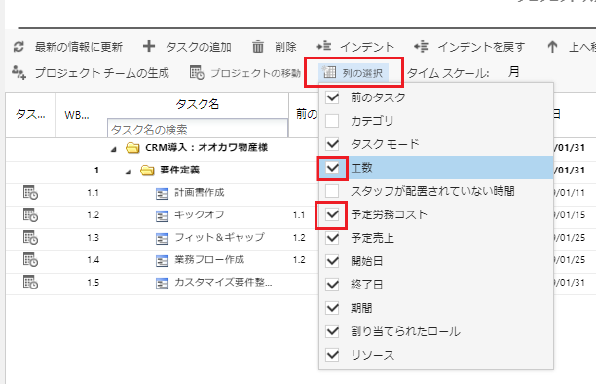 最新の情報に更新 タスクの追加 削除 インデント インデントを戻す
プロジェクト チームの生成 プロジェクトの移動 列の選択 タイム スケール: 月
タス... WB... タスク名 前の 日
タスク名の検索
CRM導入：オオカワ物産様 /01/31
1 要件定義 /01/31
1.1 計画書作成 /01/11
1.2 キックオフ 1.1 /01/15
1.3 フィット＆ギャップ 1.2 /01/25
1.4 業務フロー作成 1.2 /01/25
1.5 カスタマイズ要件整... /01/31
前のタスク
カテゴリ
タスク モード
工数
スタッフが配置されていない時間
予定労務コスト
予定売上
開始日
終了日
期間
割り当てられたロール
リソース